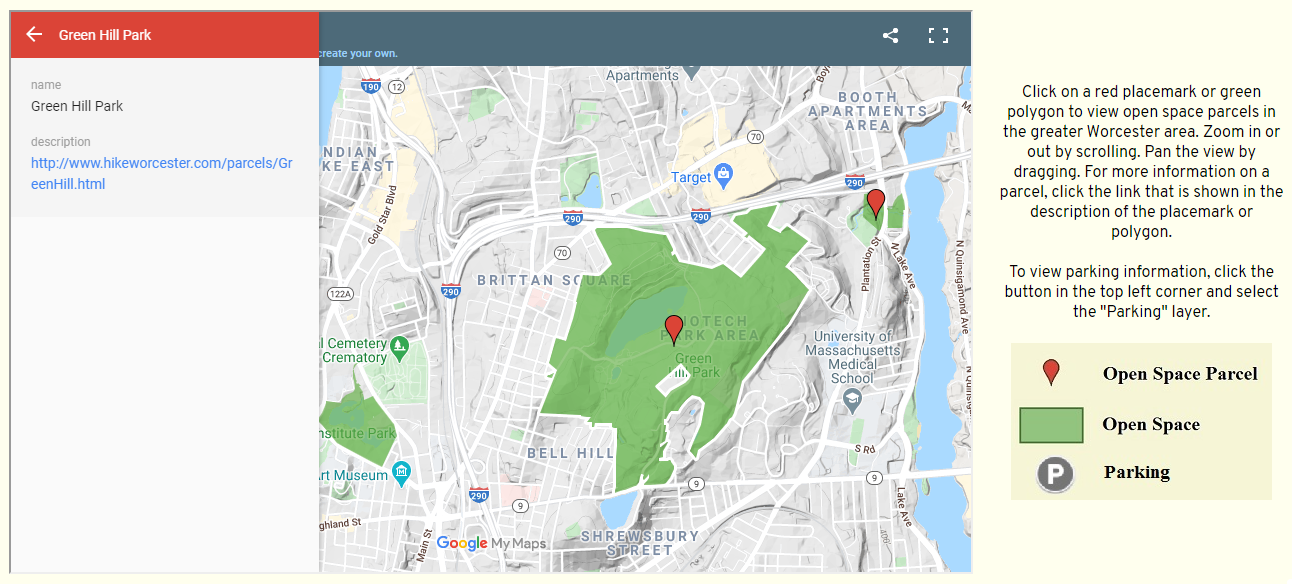 Green Hill Park
create your own.
name
Green Hill Park
description
http://www.hikeworcester.com/parcels/Gr
eenHill.html
Apartments
190
12
BOOTH
APARTMENTS
AREA
70
Target
290
290
290
Gold Star Blvd
70
BRITTAN SQUARE
290
122A
Plantation St
N Lake Ave
N Quinsigamond Ave
PARK AREA
Green
Hill Park
University of
Massachusetts
Medical
School
Cemetery
Crematory
stitute Park
BELL HILL
Art Museum
S Rd
9
9
290
9
Lake Ave
ghland St
Main St
Google My Maps
SHREWSBURY
STREET
Click on a red placemark or green
polygon to view open space parcels in
the greater Worcester area. Zoom in or
out by scrolling. Pan the view by
dragging. For more information on a
parcel, click the link that is shown in the
description of the placemark or
polygon.
To view parking information, click the
button in the top left corner and select
the "Parking" layer.
Open Space Parcel
Open Space
P
Parking